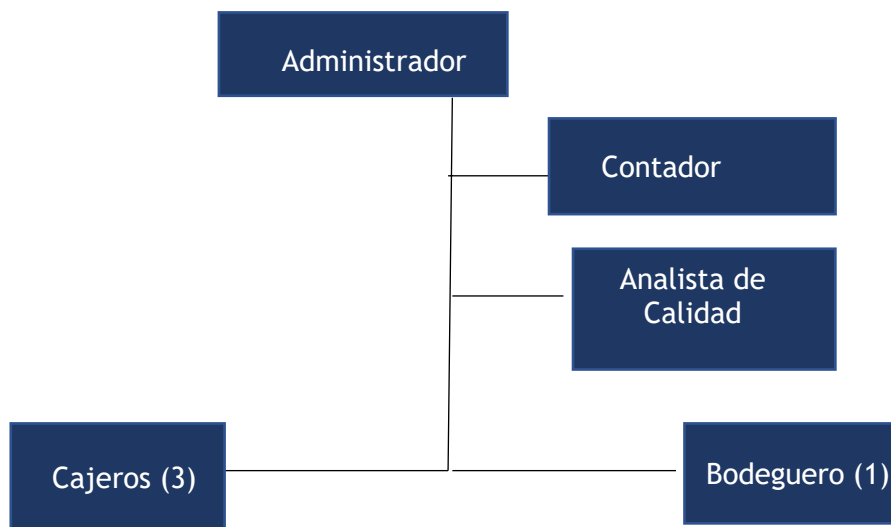 Administrador
Contador
Analista de
Calidad
Cajeros (3)
Bodeguero (1)